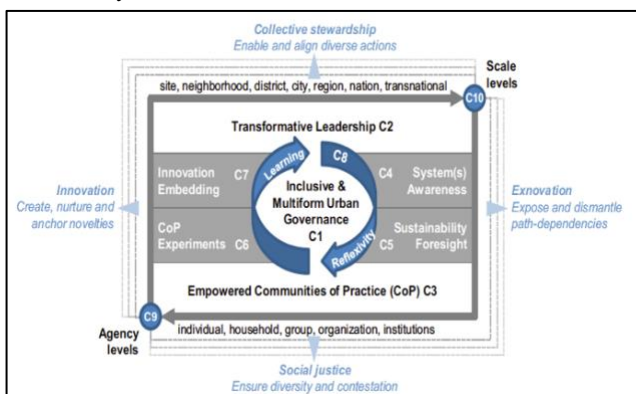 Collective stewardship
Enable and align diverse actions
Scale
levels
site, neighborhood, district, city, region, nation, transnational
C10
Transformative Leadership C2
Learning
C8
Innovation
Embedding
C7
C4
System(s)
Awareness
Inclusive &
Multiform Urban
Governance
C1
Innovation
Create, nurture and
anchor novelties
Exnovation
Expose and dismantle
path-dependencies
CoP
Experiments
C6
C5
Sustainability
Foresight
Reflexivity
Empowered Communities of Practice (CoP) C3
C9
Agency
levels
individual, household, group, organization, institutions
Social justice
Ensure diversity and contestation